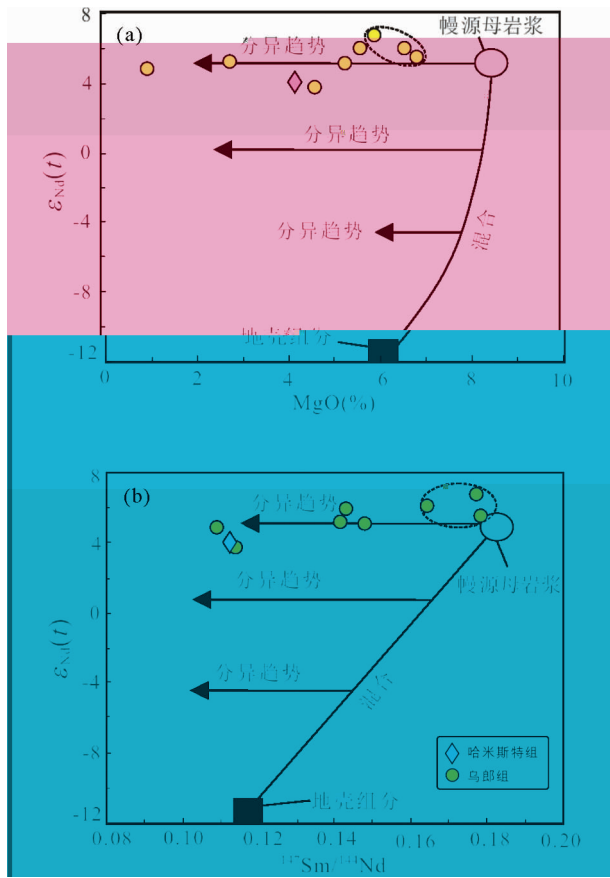 (a)
幔源母岩浆
分异趋势
分异趋势
分异趋势
混合
地壳组分
εNd(t)
8
4
0
-4
-8
-12
0
2
4
6
8
10
MgO(%)
(b)
分异趋势
幔源母岩浆
分异趋势
分异趋势
混合
地壳组分
哈米斯特组
乌郎组
εNd(t)
8
4
0
-4
-8
-12
0.08
0.10
0.12
0.14
0.16
0.18
0.20
¹⁴⁷Sm/¹⁴⁴Nd